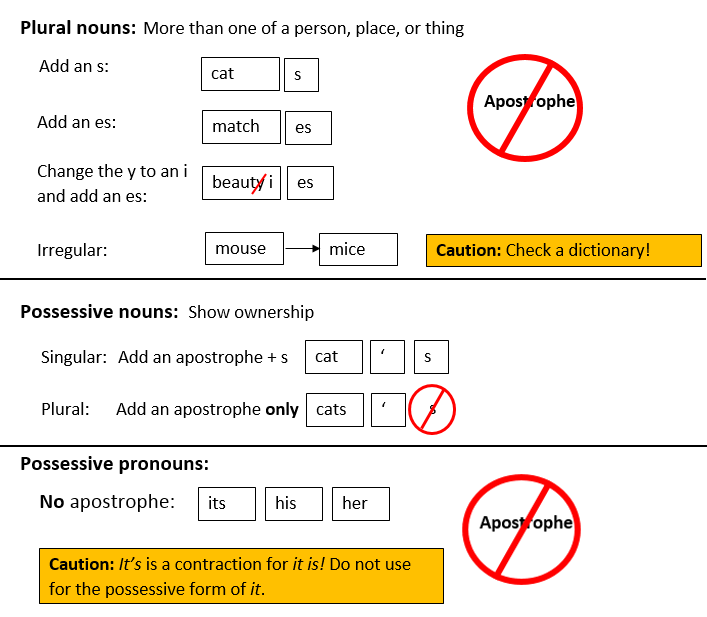 Plural nouns: More than one of a person, place, or thing
Add an s: cat s
Apostrophe
Add an es: match es
Change the y to an i
and add an es: beauty i es
Irregular: mouse mice
Caution: Check a dictionary!
Possessive nouns: Show ownership
Singular: Add an apostrophe + s cat ‘ s
Plural: Add an apostrophe only cats ‘ s
Possessive pronouns:
No apostrophe: its his her
Apostrophe
Caution: It’s is a contraction for it is! Do not use
for the possessive form of it.